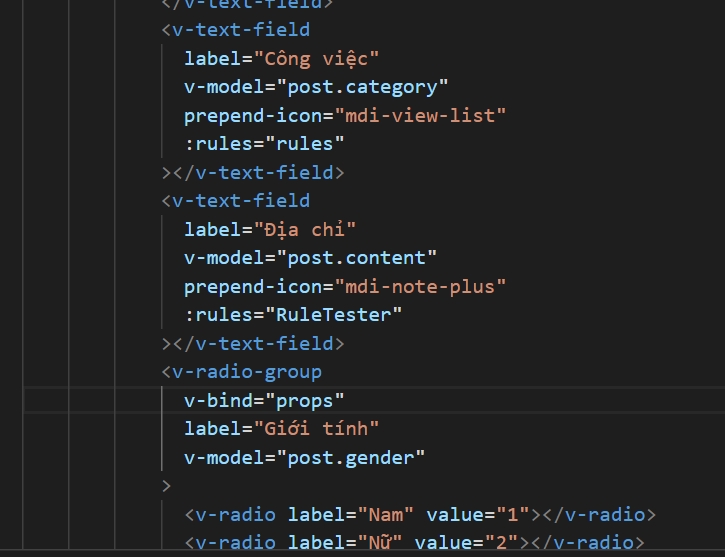 ></v-text-field>
<v-text-field
label="Công việc"
v-model="post.category"
prepend-icon="mdi-view-list"
:rules="rules"
></v-text-field>
<v-text-field
label="Địa chỉ"
v-model="post.content"
prepend-icon="mdi-note-plus"
:rules="RuleTester"
></v-text-field>
<v-radio-group
v-bind="props"
label="Giới tính"
v-model="post.gender"
>
<v-radio label="Nam" value="1"></v-radio>
<v-radio label="Nữ" value="2"></v-radio>